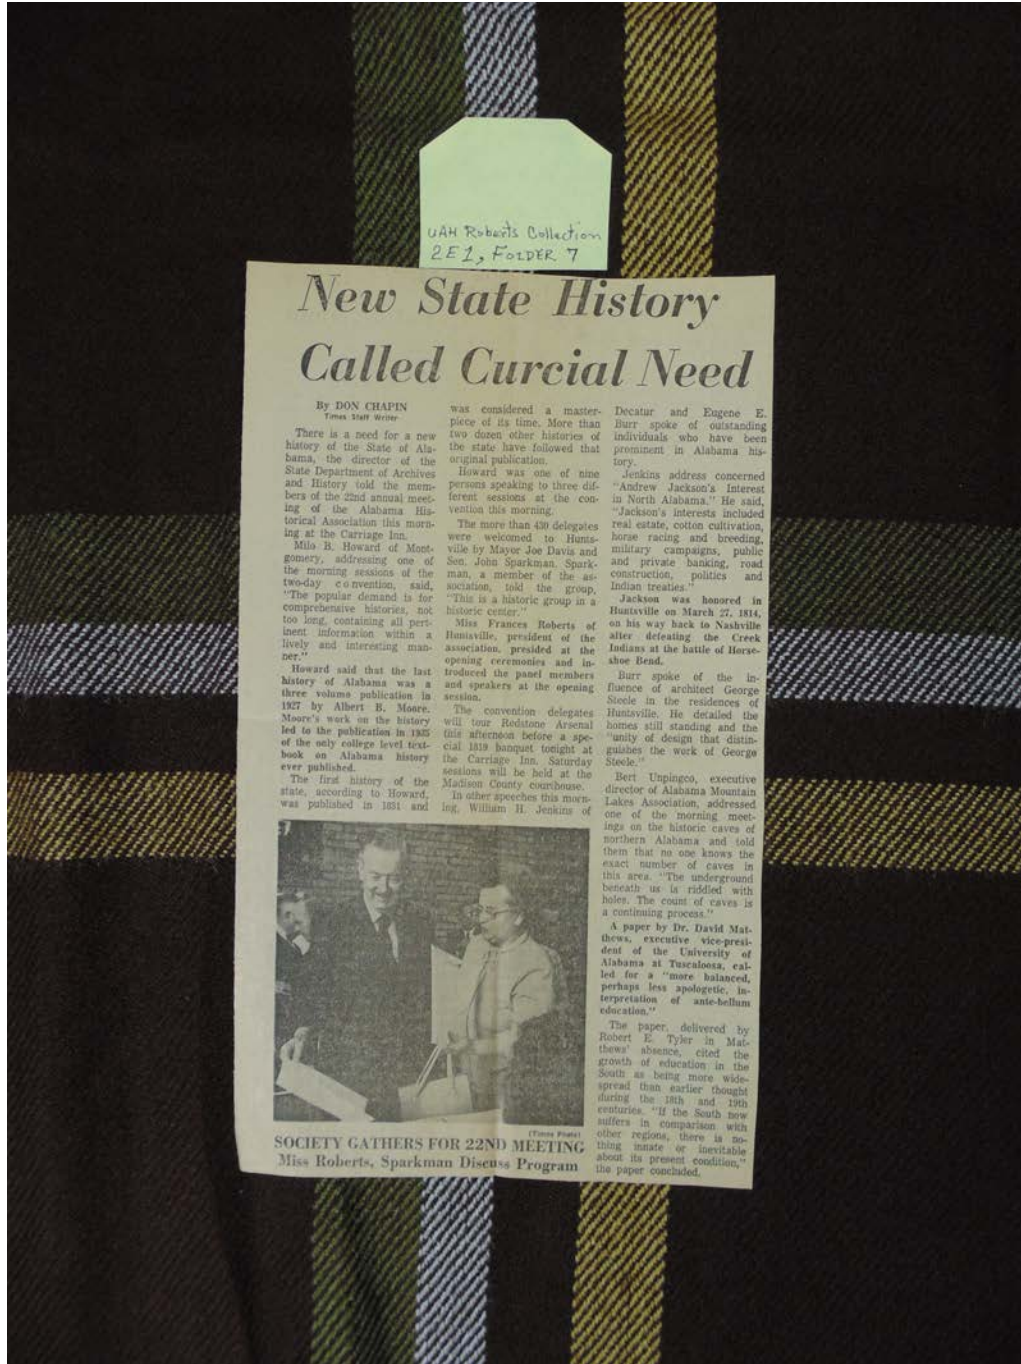 UAH Roberts Collection
2E1, FOLDER 7
New State History
Called Curcial Need
By DON CHAPIN
Times Staff Writer
There is a need for a new
history of the State of Ala-
bama, the director of the
State Department of Archives
and History told the mem-
bers of the 22nd annual meet-
ing of the Alabama His-
torical Association this morn-
ing at the Carriage Inn.
Milo B. Howard of Mont-
gomery, addressing one of
the morning sessions of the
two-day convention, said,
"The popular demand is for
comprehensive histories, not
too long, containing all pert-
inent information within a
lively and interesting man-
ner."
Howard said that the last
history of Alabama was a
three volume publication in
1927 by Albert B. Moore.
Moore's work on the history
led to the publication in 1935
of the only college level text-
book on Alabama history
ever published.
The first history of the
state, according to Howard,
was published in 1851 and
was considered a master-
piece of its time. More than
two dozen other histories of
the state have followed that
original publication.
Howard was one of nine
persons speaking to three dif-
ferent sessions at the con-
vention this morning.
The more than 430 delegates
were welcomed to Hunts-
ville by Mayor Joe Davis and
Sen. John Sparkman. Spark-
man, a member of the as-
sociation, told the group,
"This is a historic group in a
historic center."
Miss Frances Roberts of
Huntsville, president of the
association, presided at the
opening ceremonies and in-
troduced the panel members
and speakers at the opening
session.
The convention delegates
will tour Redstone Arsenal
this afternoon before a spe-
cial 1819 banquet tonight at
the Carriage Inn. Saturday
sessions will be held at the
Madison County courthouse.
In other speeches this morn-
ing, William H. Jenkins of
Decatur and Eugene E.
Burr spoke of outstanding
individuals who have been
prominent in Alabama his-
tory.
Jenkins address concerned
"Andrew Jackson's Interest
in North Alabama." He said,
"Jackson's interests included
real estate, cotton cultivation,
horse racing and breeding,
military campaigns, public
and private banking, road
construction, politics and
Indian treaties."
Jackson was honored in
Huntsville on March 27, 1814,
on his way back to Nashville
after defeating the Creek
Indians at the battle of Horse-
shoe Bend.
Burr spoke of the in-
fluence of architect George
Steele in the residences of
Huntsville. He detailed the
homes still standing and the
"unity of design that distin-
guishes the work of George
Steele."
Bert Unpingco, executive
director of Alabama Mountain
Lakes Association, addressed
one of the morning meet-
ings on the historic caves of
northern Alabama and told
them that no one knows the
exact number of caves in
this area. "The underground
beneath us is riddled with
holes. The count of caves is
a continuing process."
A paper by Dr. David Mat-
thews, executive vice-presi-
dent of the University of
Alabama at Tuscaloosa, cal-
led for a "more balanced,
perhaps less apologetic, in-
terpretation of ante-bellum
education."
The paper, delivered by
Robert E. Tyler in Mat-
thews' absence, cited the
growth of education in the
South as being more wide-
spread than earlier thought
during the 18th and 19th
centuries. "If the South now
suffers in comparison with
other regions, there is no-
thing innate or inevitable
about its present condition,"
the paper concluded.
(Times Photo)
SOCIETY GATHERS FOR 22ND MEETING
Miss Roberts, Sparkman Discuss Program